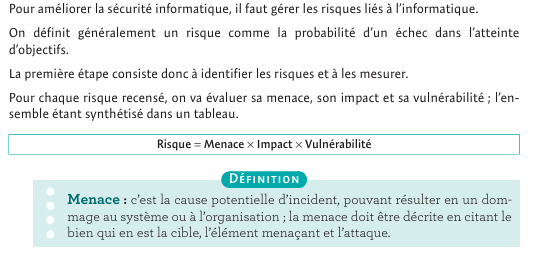 Pour améliorer la sécurité informatique, il faut gérer les risques liés à l'informatique.
On définit généralement un risque comme la probabilité d'un échec dans l'atteinte
d'objectifs.
La première étape consiste donc à identifier les risques et à les mesurer.
Pour chaque risque recensé, on va évaluer sa menace, son impact et sa vulnérabilité ; l'en-
semble étant synthétisé dans un tableau.
Risque = Menace × Impact × Vulnérabilité
DÉFINITION
Menace : c'est la cause potentielle d'incident, pouvant résulter en un dom-
mage au système ou à l'organisation ; la menace doit être décrite en citant le
bien qui en est la cible, l'élément menaçant et l'attaque.